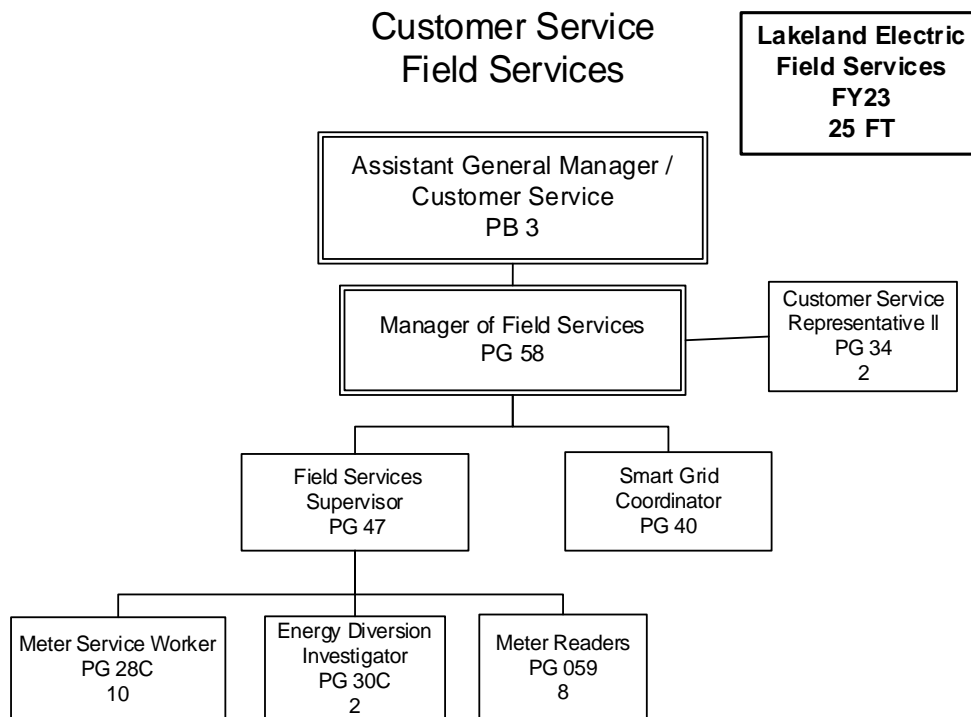 Customer Service
Field Services
Lakeland Electric
Field Services
FY23
25 FT
Assistant General Manager /
Customer Service
PB 3
Manager of Field Services
PG 58
Customer Service
Representative II
PG 34
2
Field Services
Supervisor
PG 47
Smart Grid
Coordinator
PG 40
Meter Service Worker
PG 28C
10
Energy Diversion
Investigator
PG 30C
2
Meter Readers
PG 059
8